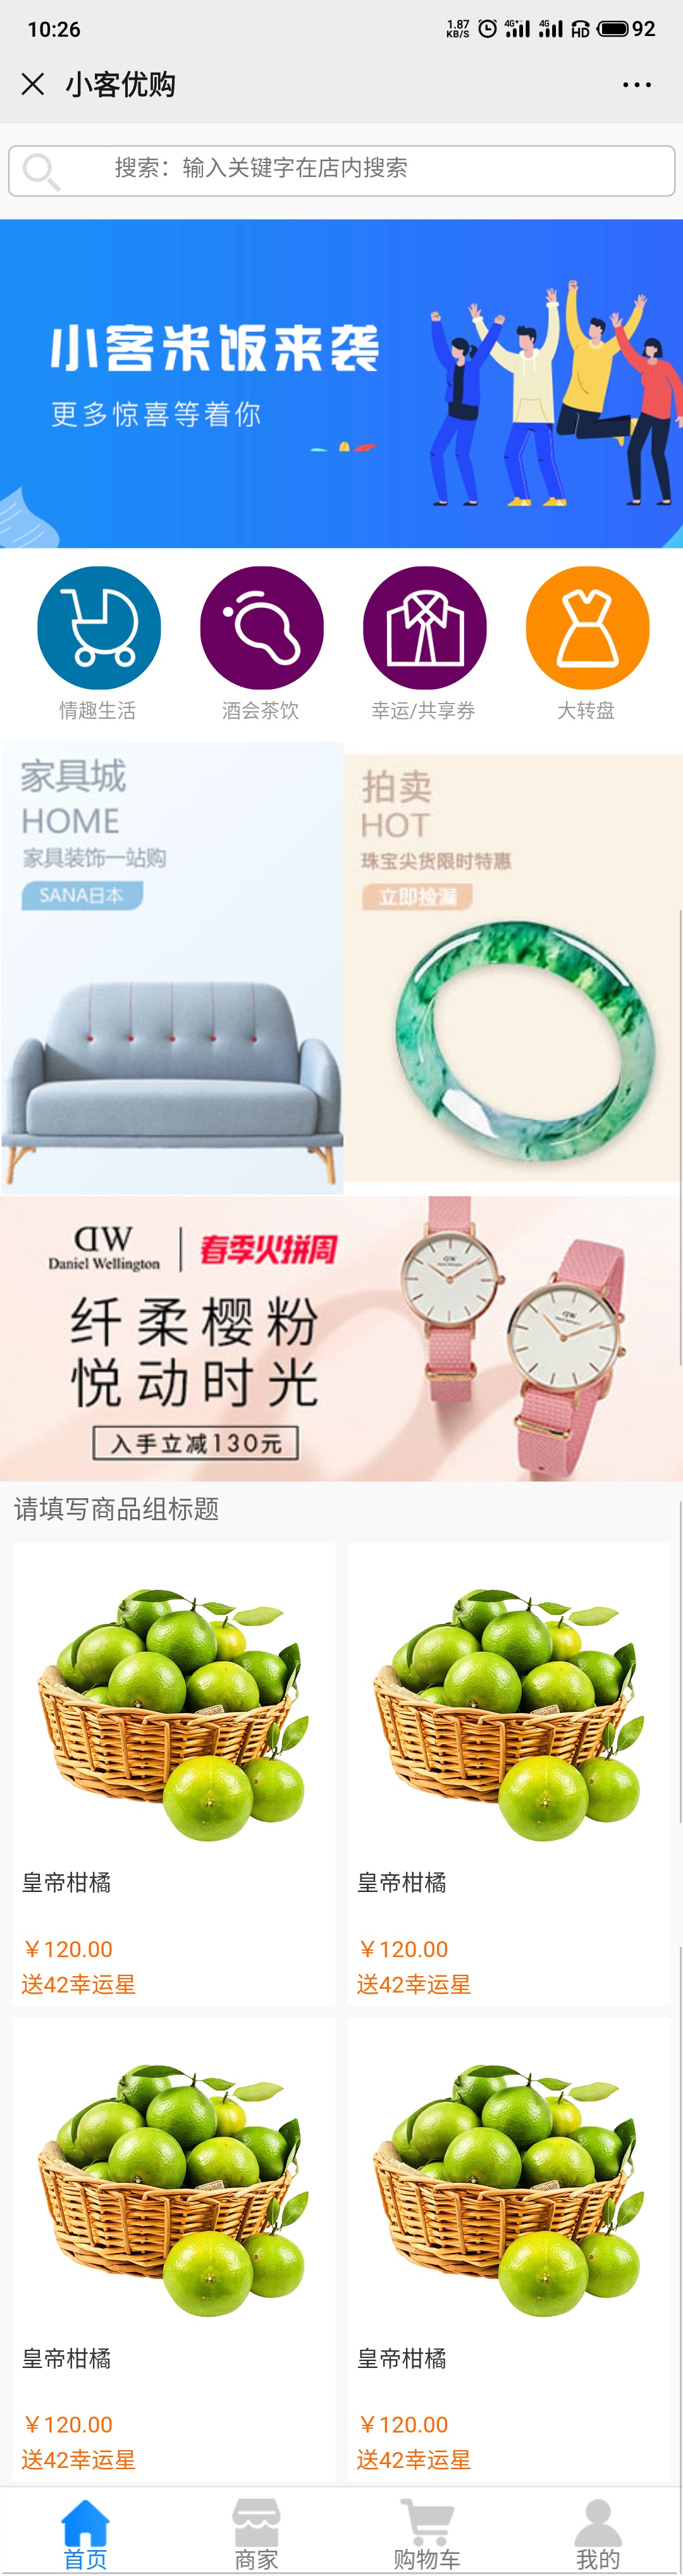 10:26
1.87
KB/S
4G+
4G
HD
92
小客优购
搜索：输入关键字在店内搜索
小客米饭来袭
更多惊喜等着你
情趣生活
酒会茶饮
幸运/共享券
大转盘
家具城
HOME
家具装饰一站购
SANA日本
拍卖
HOT
珠宝尖货限时特惠
立即捡漏
DW
Daniel Wellington
春季火拼周
纤柔樱粉
悦动时光
入手立减130元
请填写商品组标题
皇帝柑橘
￥120.00
送42幸运星
皇帝柑橘
￥120.00
送42幸运星
皇帝柑橘
￥120.00
送42幸运星
皇帝柑橘
￥120.00
送42幸运星
首页
商家
购物车
我的